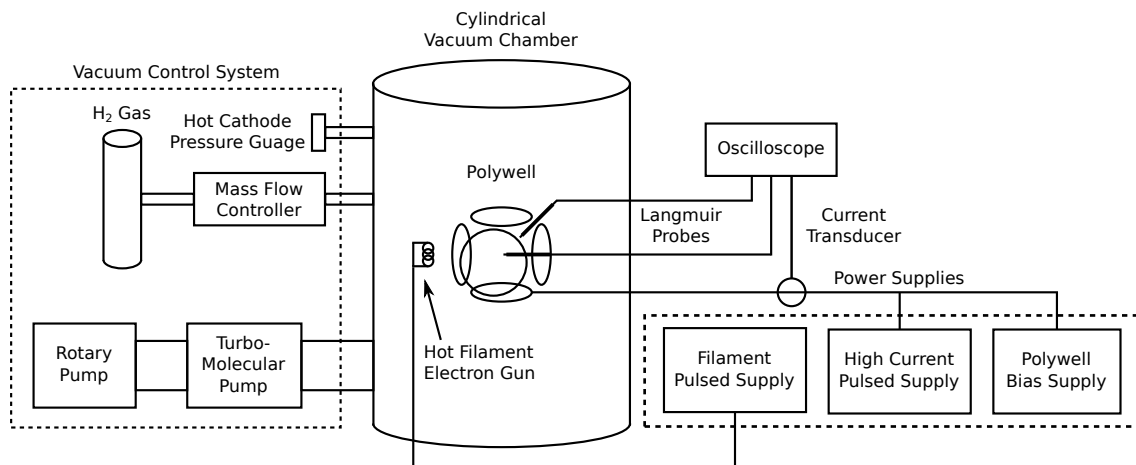 Cylindrical
Vacuum Chamber
Vacuum Control System
H₂ Gas
Hot Cathode
Pressure Guage
Mass Flow
Controller
Polywell
Oscilloscope
Langmuir
Probes
Current
Transducer
Power Supplies
Rotary
Pump
Turbo-
Molecular
Pump
Hot Filament
Electron Gun
Filament
Pulsed Supply
High Current
Pulsed Supply
Polywell
Bias Supply